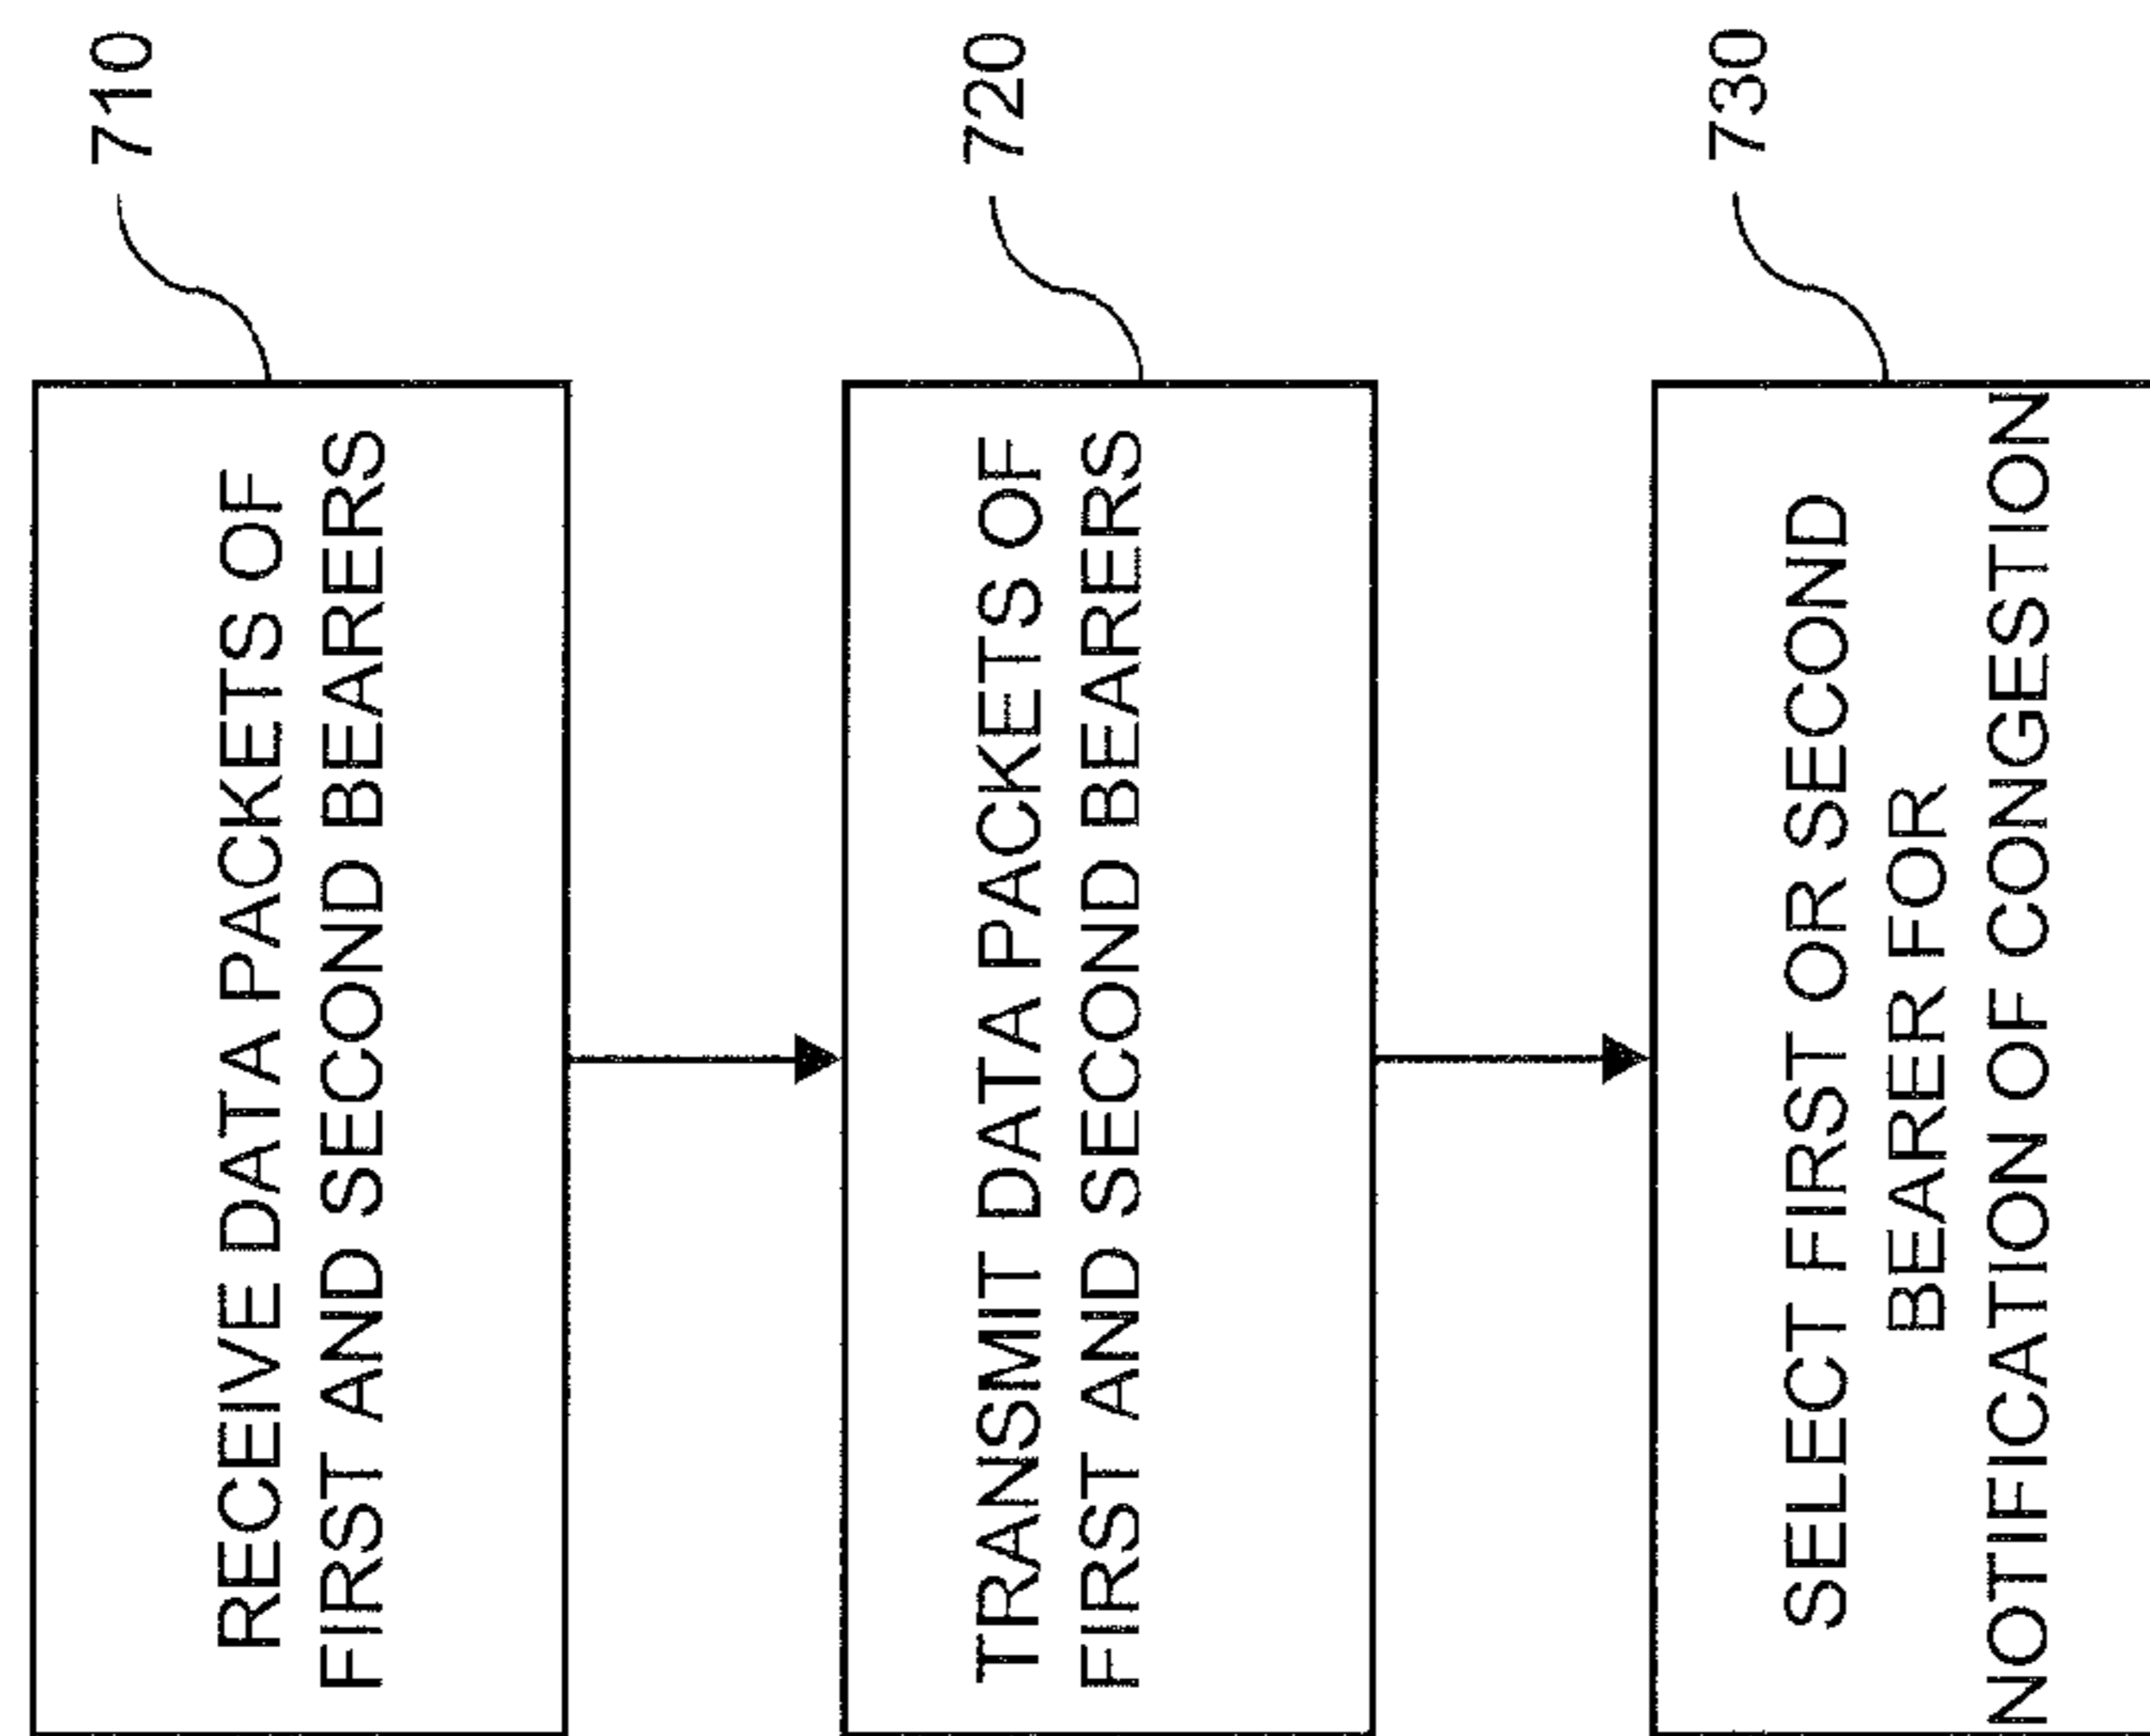 710
RECEIVE DATA PACKETS OF
FIRST AND SECOND BEARERS
720
TRANSMIT DATA PACKETS OF
FIRST AND SECOND BEARERS
730
SELECT FIRST OR SECOND
BEARER FOR
NOTIFICATION OF CONGESTION